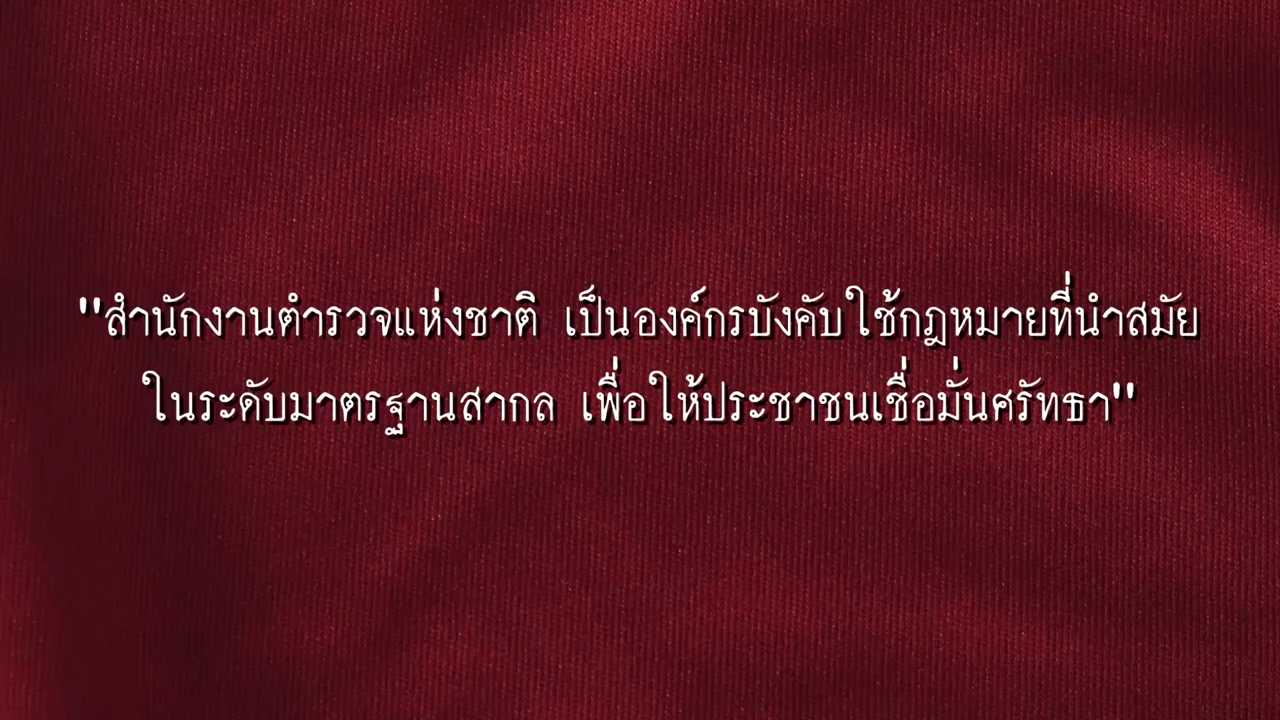 "สำนักงานตำรวจแห่งชาติ เป็นองค์กรบังคับใช้กฎหมายที่นำสมัย
ในระดับมาตรฐานสากล เพื่อให้ประชาชนเชื่อมั่นศรัทธา"